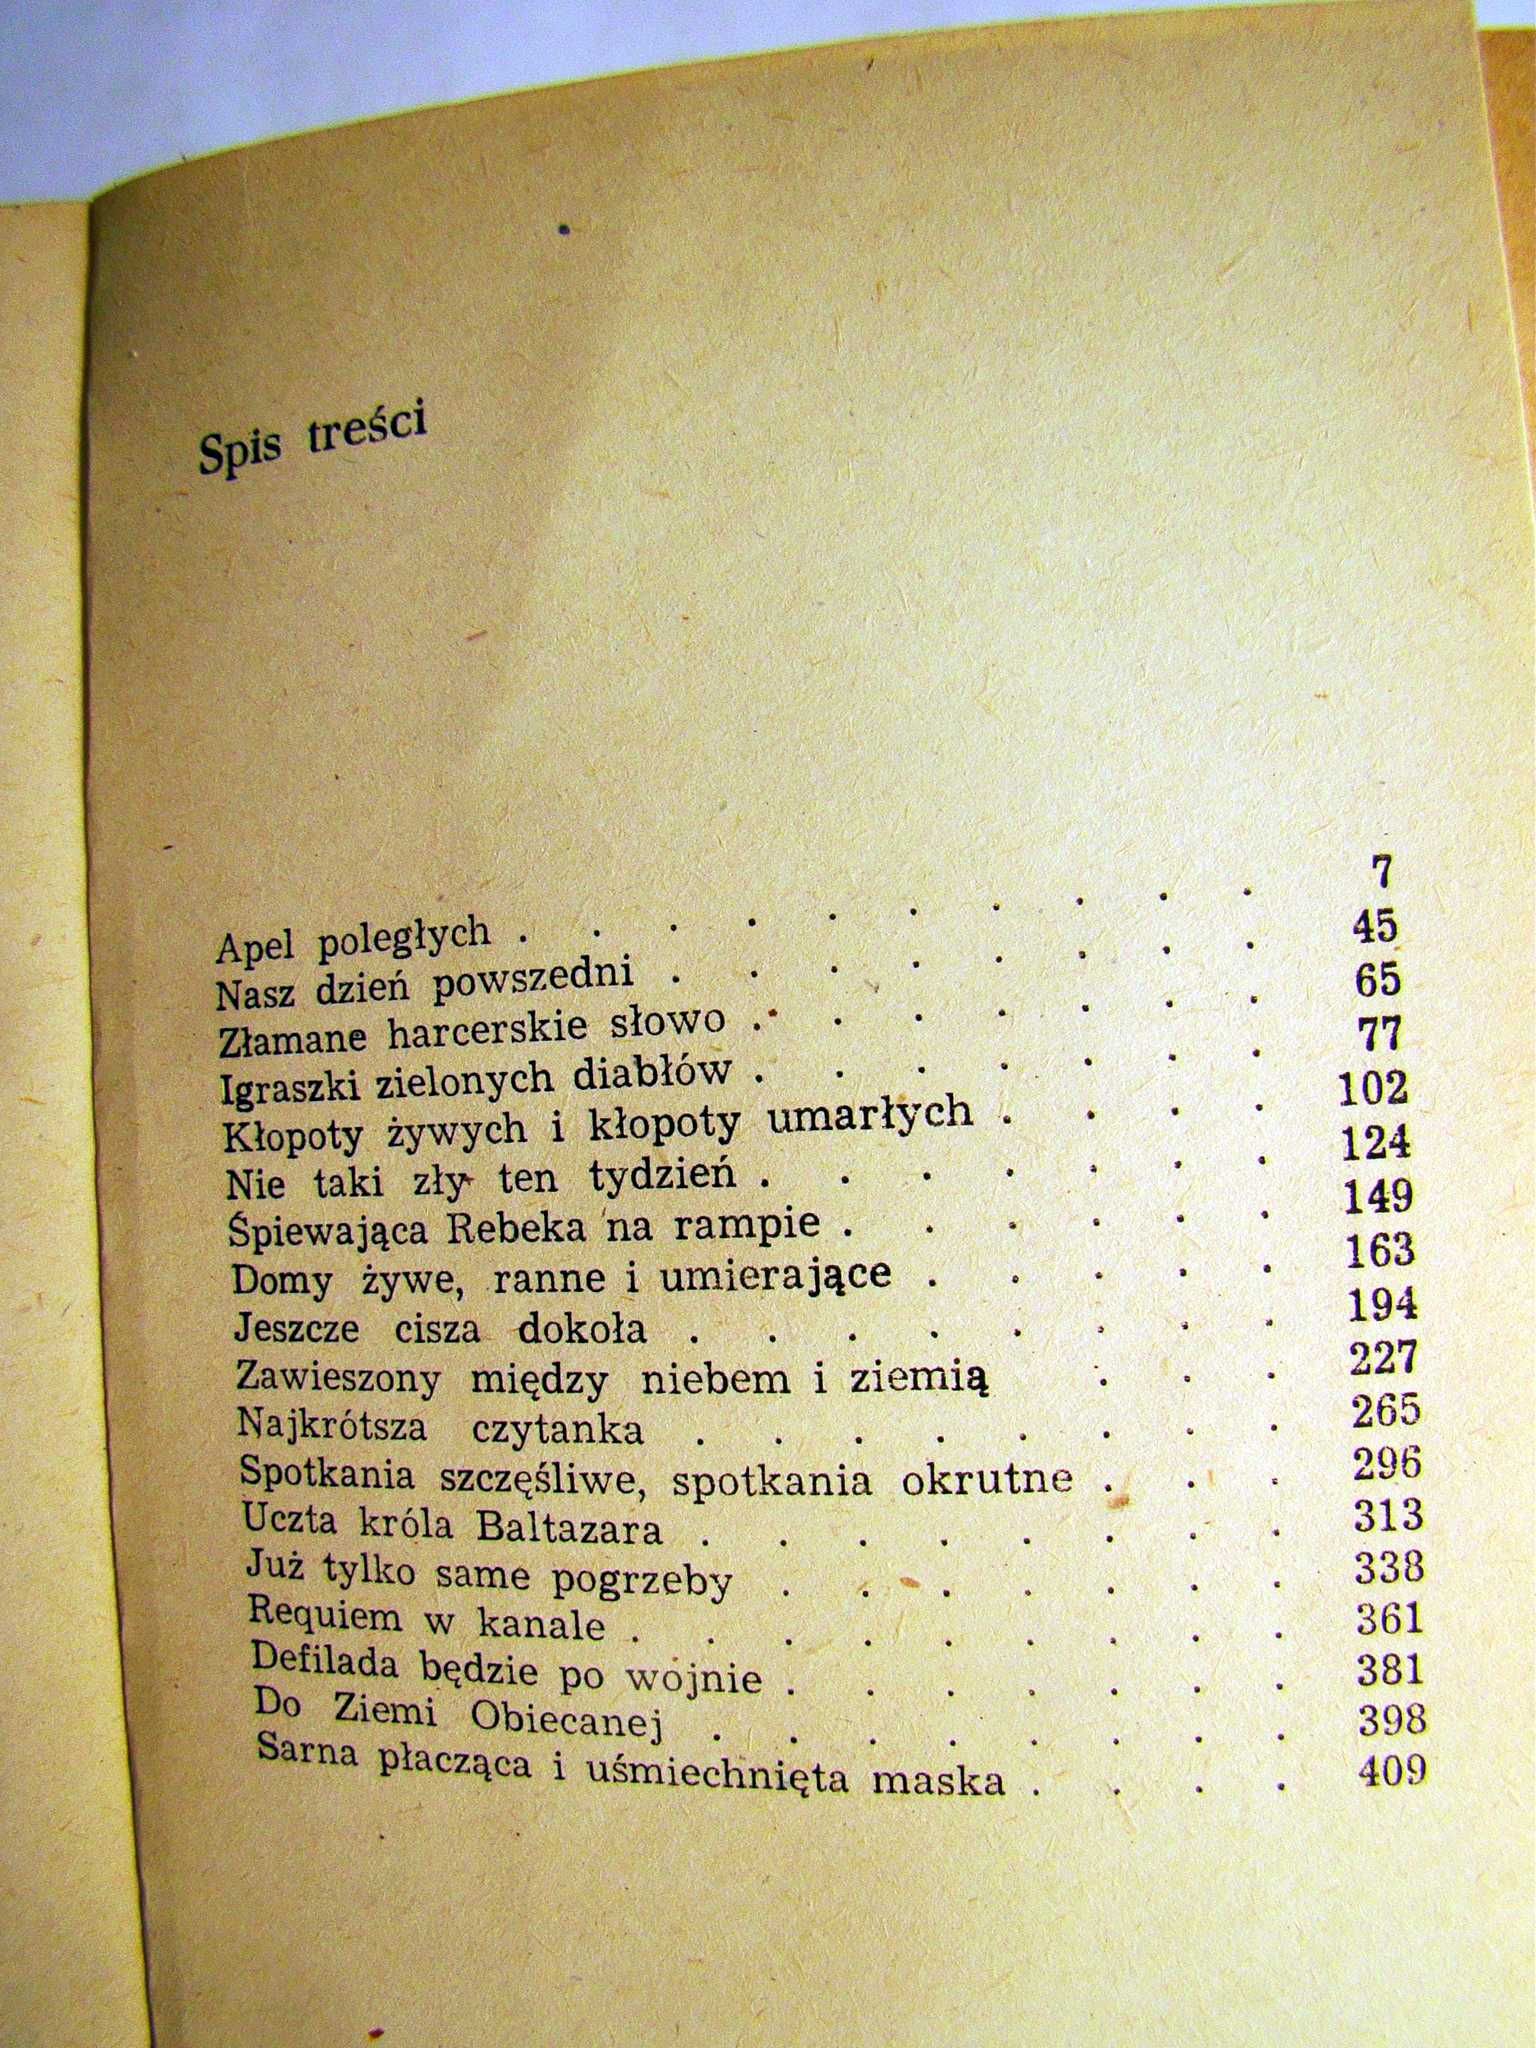 Spis treści
Apel poległych . . . . . . . . . . 7
Nasz dzień powszedni . . . . . . . . 45
Złamane harcerskie słowo . . . . . . . 65
Igraszki zielonych diabłów . . . . . . . 77
Kłopoty żywych i kłopoty umarłych . . . . 102
Nie taki zły ten tydzień . . . . . . . 124
Śpiewająca Rebeka na rampie . . . . . . 149
Domy żywe, ranne i umierające . . . . . 163
Jeszcze cisza dokoła . . . . . . . . 194
Zawieszony między niebem i ziemią . . . 227
Najkrótsza czytanka . . . . . . . . 265
Spotkania szczęśliwe, spotkania okrutne . . . 296
Uczta króla Baltazara . . . . . . . . 313
Już tylko same pogrzeby . . . . . . . 338
Requiem w kanale . . . . . . . . . 361
Defilada będzie po wojnie . . . . . . . 381
Do Ziemi Obiecanej . . . . . . . . 398
Sarna płacząca i uśmiechnięta maska . . . . 409